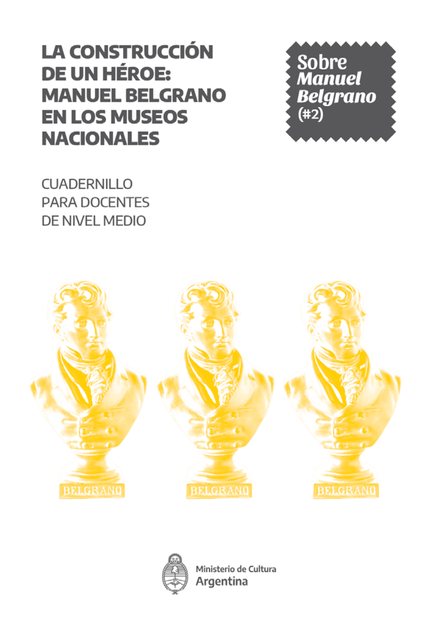 LA CONSTRUCCIÓN
DE UN HÉROE:
MANUEL BELGRANO
EN LOS MUSEOS
NACIONALES
Sobre
Manuel
Belgrano
(#2)
CUADERNILLO
PARA DOCENTES
DE NIVEL MEDIO
BELGRANO
BELGRANO
BELGRANO
Ministerio de Cultura
Argentina